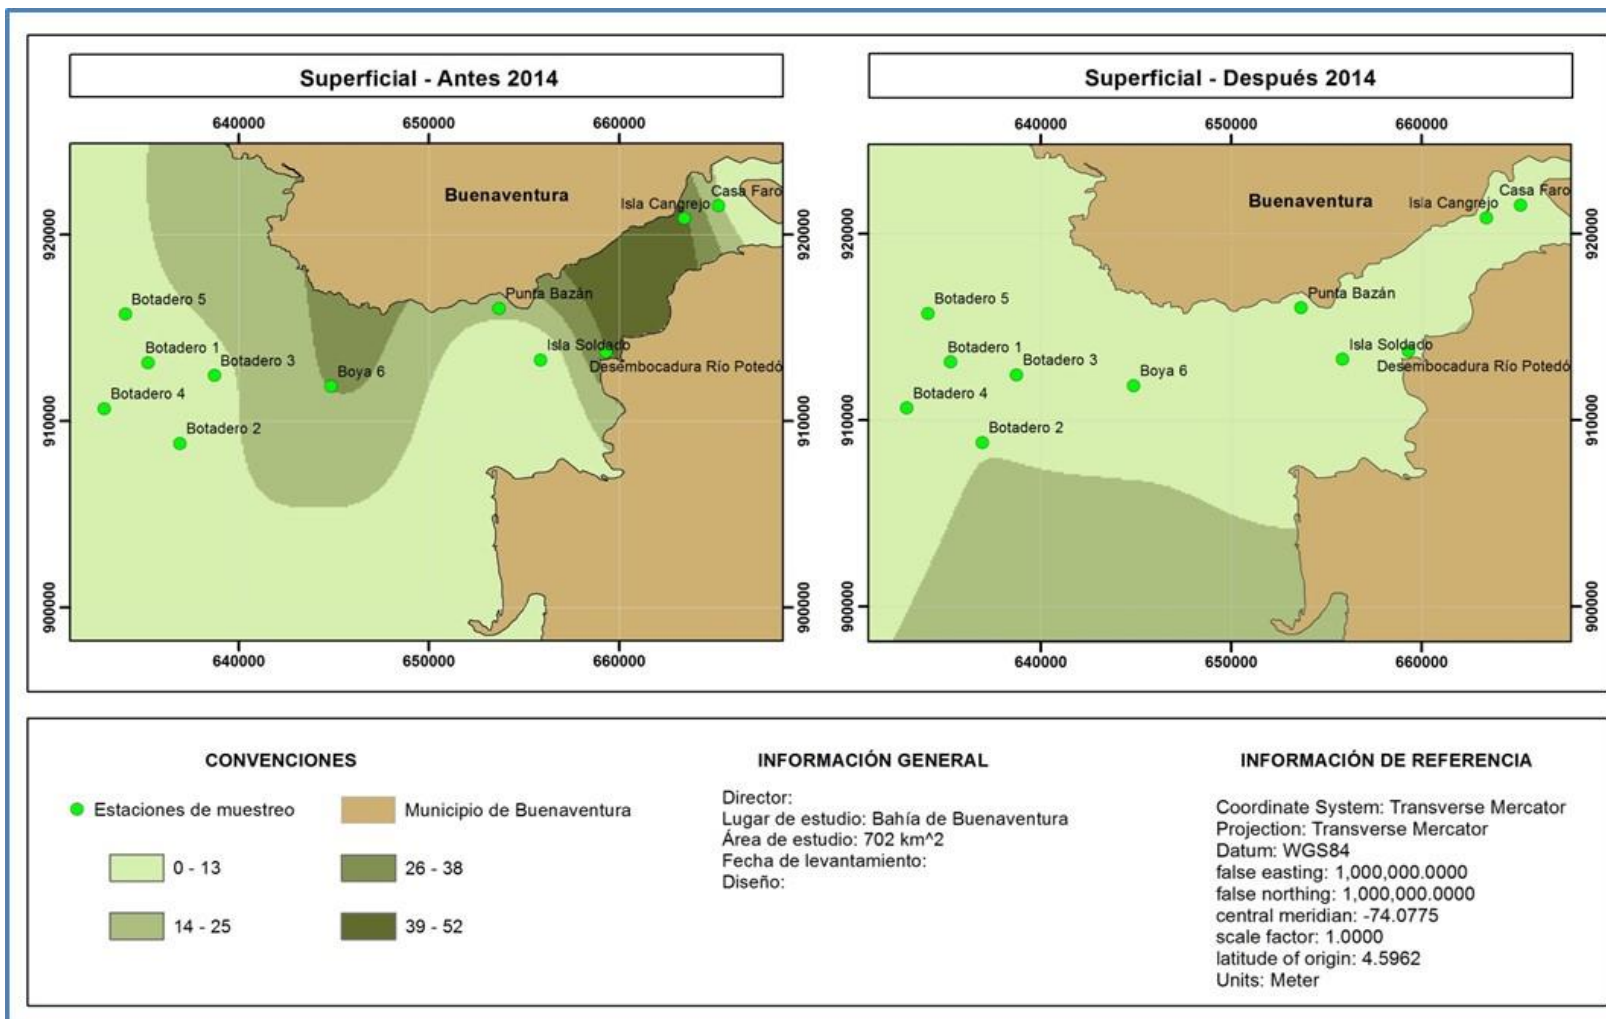 Superficial - Antes 2014
640000 650000 660000
920000 920000
910000 910000
900000 900000
Buenaventura
Casa Faro
Isla Cangrejo
Punta Bazán
Botadero 5
Botadero 1
Botadero 3
Isla Soldado
Boya 6
Desembocadura Río Potedó
Botadero 4
Botadero 2
640000 650000 660000
Superficial - Después 2014
640000 650000 660000
920000 920000
910000 910000
900000 900000
Buenaventura
Casa Faro
Isla Cangrejo
Punta Bazán
Botadero 5
Botadero 1
Botadero 3
Isla Soldado
Boya 6
Desembocadura Río Potedó
Botadero 4
Botadero 2
640000 650000 660000
CONVENCIONES
Estaciones de muestreo
Municipio de Buenaventura
0 - 13
26 - 38
14 - 25
39 - 52
INFORMACIÓN GENERAL
Director:
Lugar de estudio: Bahía de Buenaventura
Área de estudio: 702 km^2
Fecha de levantamiento:
Diseño:
INFORMACIÓN DE REFERENCIA
Coordinate System: Transverse Mercator
Projection: Transverse Mercator
Datum: WGS84
false easting: 1,000,000.0000
false northing: 1,000,000.0000
central meridian: -74.0775
scale factor: 1.0000
latitude of origin: 4.5962
Units: Meter